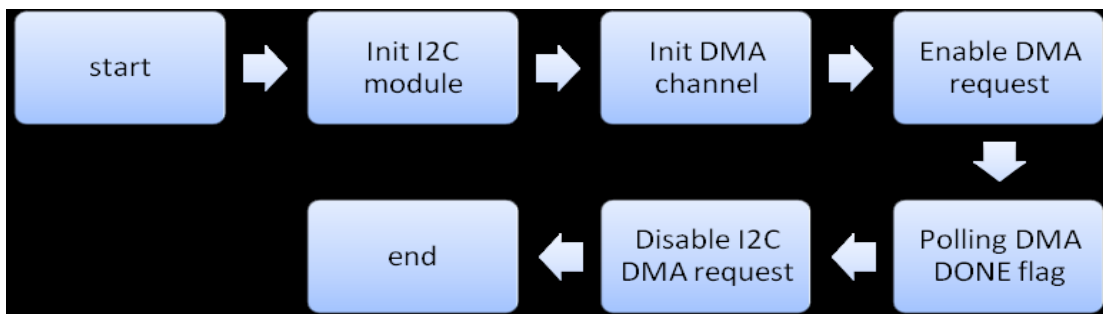 start
Init I2C
module
Init DMA
channel
Enable DMA
request
Polling DMA
DONE flag
Disable I2C
DMA request
end